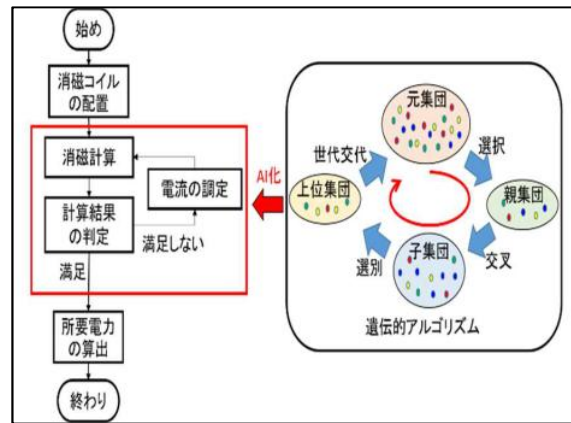 始め
消磁コイル
の配置
消磁計算
電流の調定
計算結果
の判定
満足しない
満足
所要電力
の算出
終わり
AI化
元集団
選択
親集団
交叉
子集団
選別
上位集団
世代交代
遺伝的アルゴリズム